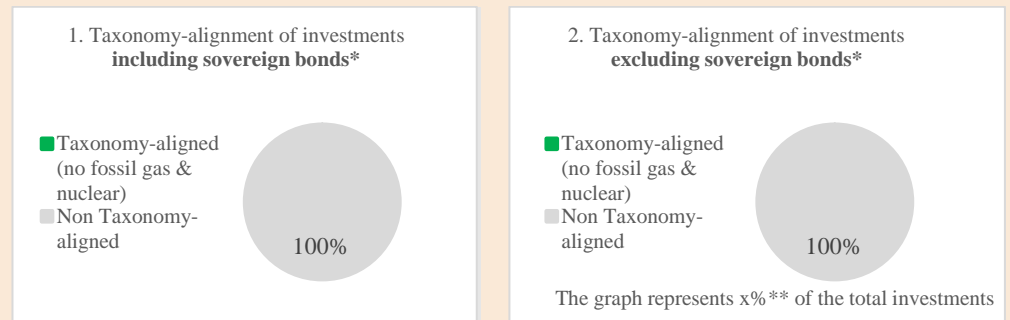 1. Taxonomy-alignment of investments
including sovereign bonds*
Taxonomy-aligned
(no fossil gas &
nuclear)
Non Taxonomy-
aligned
100%
2. Taxonomy-alignment of investments
excluding sovereign bonds*
Taxonomy-aligned
(no fossil gas &
nuclear)
Non Taxonomy-
aligned
100%
The graph represents x%** of the total investments